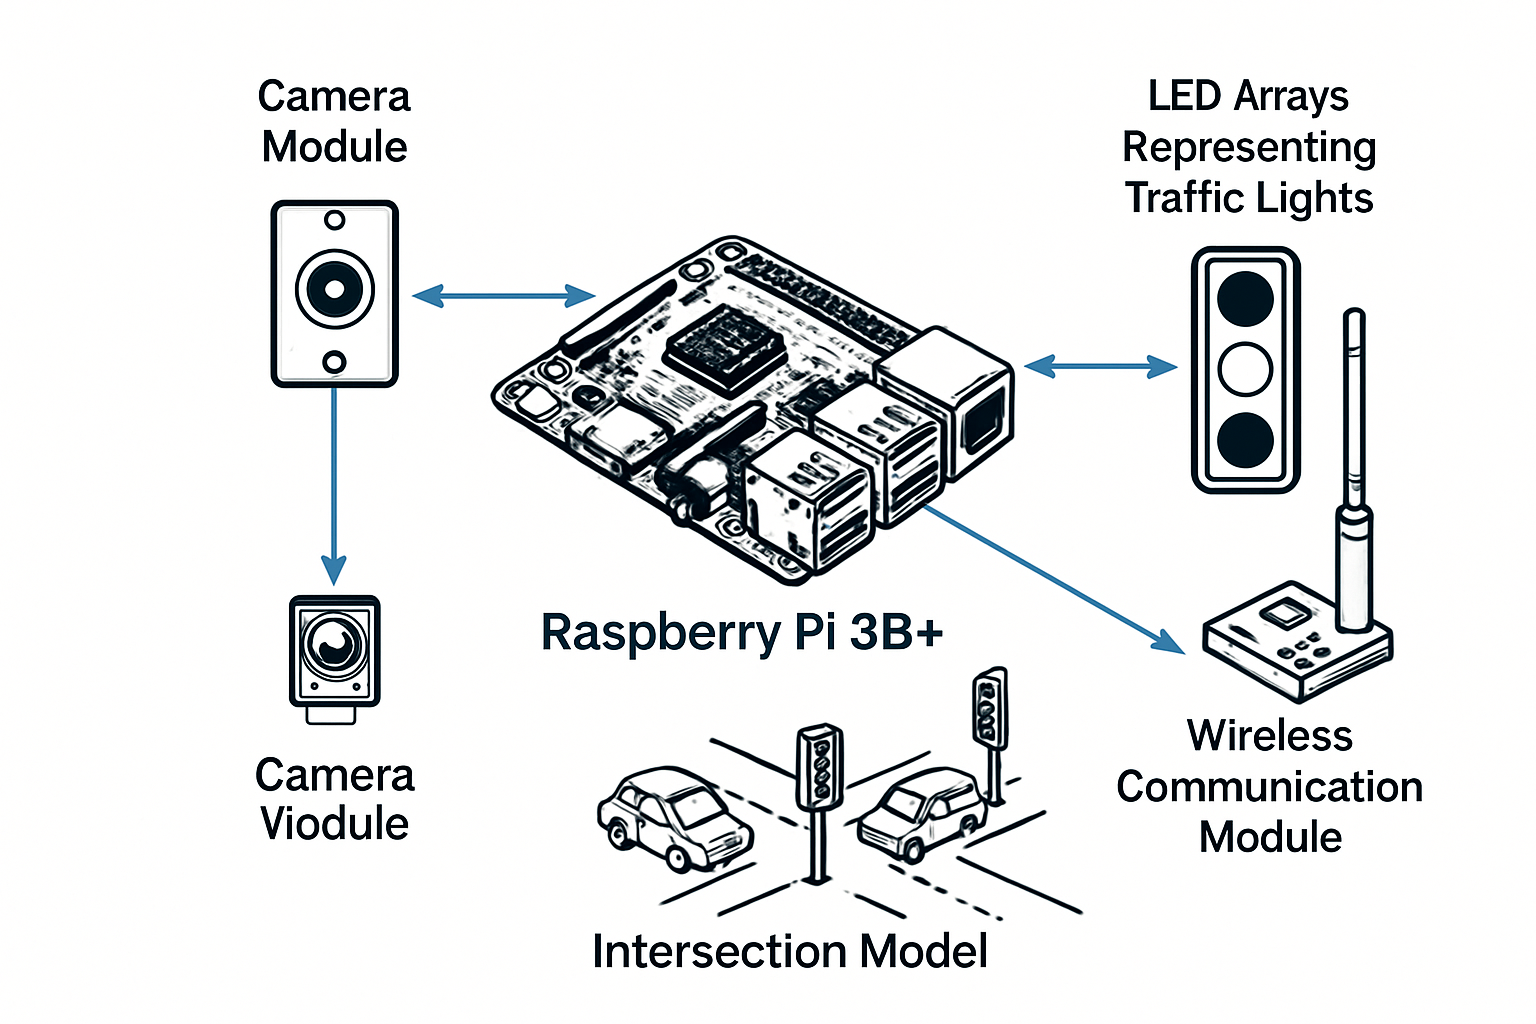 Camera
Module
LED Arrays
Representing
Traffic Lights
Raspberry Pi 3B+
Camera
Viodule
Wireless
Communication
Module
Intersection Model